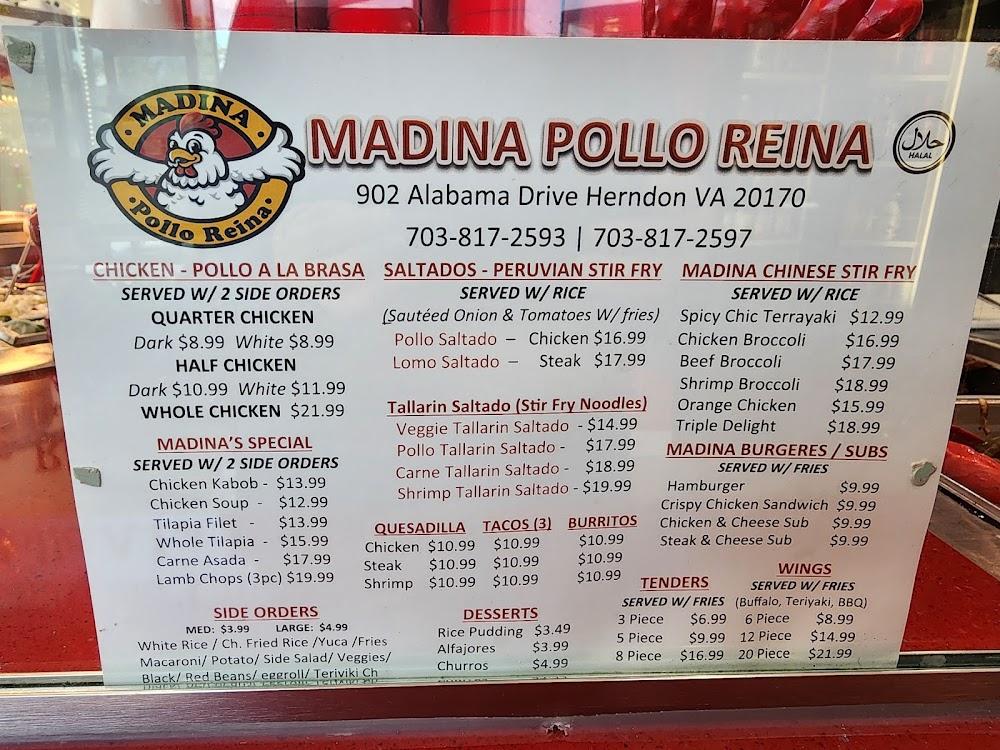 MADINA
Pollo Reina
MADINA POLLO REINA
حلال
HALAL
902 Alabama Drive Herndon VA 20170
703-817-2593 | 703-817-2597
CHICKEN - POLLO A LA BRASA
SERVED W/ 2 SIDE ORDERS
QUARTER CHICKEN
Dark $8.99 White $8.99
HALF CHICKEN
Dark $10.99 White $11.99
WHOLE CHICKEN $21.99
MADINA'S SPECIAL
SERVED W/ 2 SIDE ORDERS
Chicken Kabob - $13.99
Chicken Soup - $12.99
Tilapia Filet - $13.99
Whole Tilapia - $15.99
Carne Asada - $17.99
Lamb Chops (3pc) $19.99
SIDE ORDERS
MED: $3.99 LARGE: $4.99
White Rice / Ch. Fried Rice /Yuca /Fries
Macaroni/ Potato/ Side Salad/ Veggies/
Black/ Red Beans/ eggroll/ Teriyiki Ch
SALTADOS - PERUVIAN STIR FRY
SERVED W/ RICE
(Sautéed Onion & Tomatoes W/ fries)
Pollo Saltado – Chicken $16.99
Lomo Saltado – Steak $17.99
Tallarin Saltado (Stir Fry Noodles)
Veggie Tallarin Saltado - $14.99
Pollo Tallarin Saltado - $17.99
Carne Tallarin Saltado - $18.99
Shrimp Tallarin Saltado - $19.99
QUESADILLA TACOS (3) BURRITOS
Chicken $10.99 $10.99 $10.99
Steak $10.99 $10.99 $10.99
Shrimp $10.99 $10.99 $10.99
DESSERTS
Rice Pudding $3.49
Alfajores $3.99
Churros $4.99
MADINA CHINESE STIR FRY
SERVED W/ RICE
Spicy Chic Terrayaki $12.99
Chicken Broccoli $16.99
Beef Broccoli $17.99
Shrimp Broccoli $18.99
Orange Chicken $15.99
Triple Delight $18.99
MADINA BURGERES / SUBS
SERVED W/ FRIES
Hamburger $9.99
Crispy Chicken Sandwich $9.99
Chicken & Cheese Sub $9.99
Steak & Cheese Sub $9.99
TENDERS
SERVED W/ FRIES
3 Piece $6.99
5 Piece $9.99
8 Piece $16.99
WINGS
SERVED W/ FRIES
(Buffalo, Teriyaki, BBQ)
6 Piece $8.99
12 Piece $14.99
20 Piece $21.99